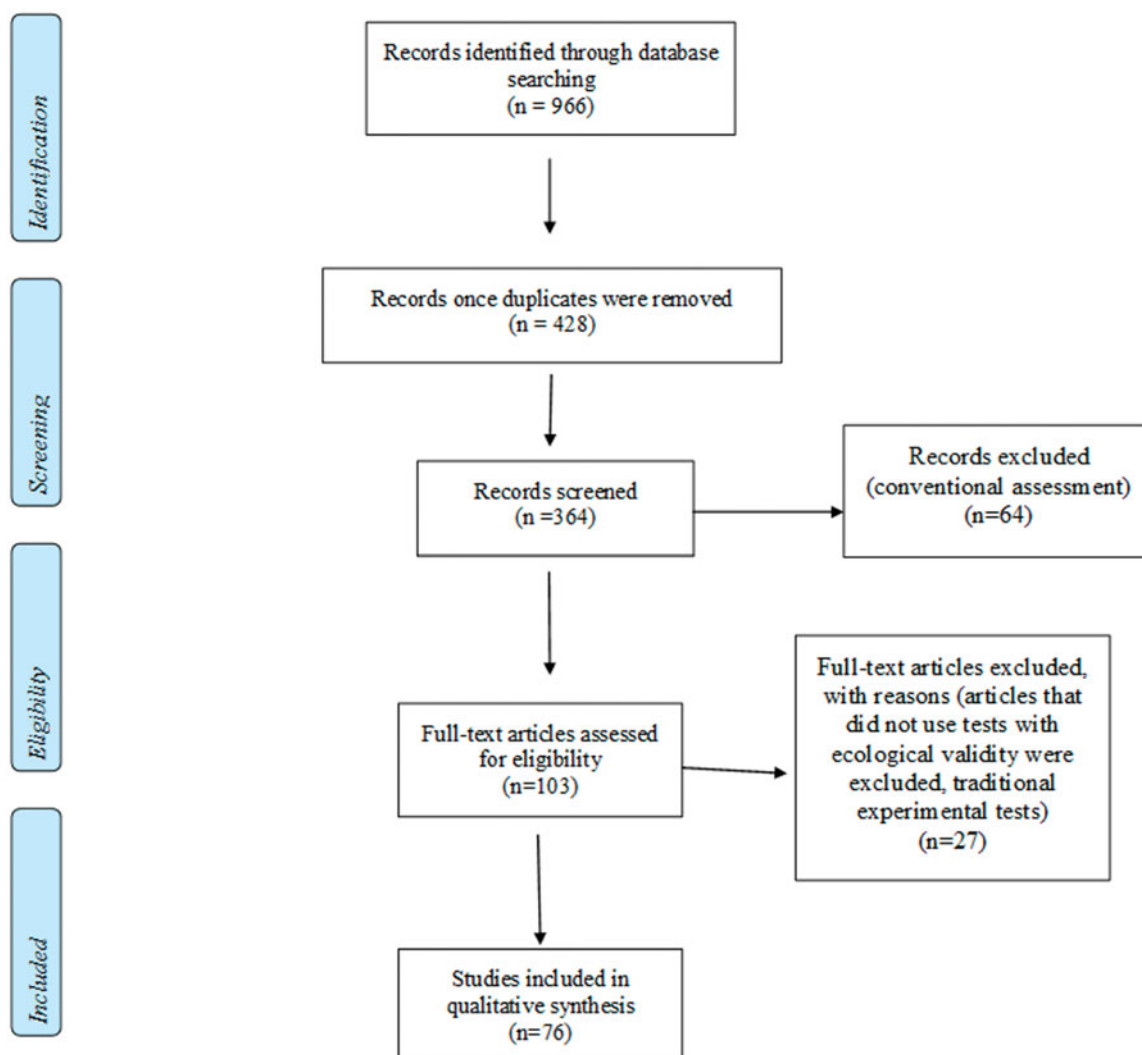 Identification
Records identified through database
searching
(n = 966)
Records once duplicates were removed
(n = 428)
Screening
Records screened
(n =364)
Records excluded
(conventional assessment)
(n=64)
Eligibility
Full-text articles assessed
for eligibility
(n=103)
Full-text articles excluded,
with reasons (articles that
did not use tests with
ecological validity were
excluded, traditional
experimental tests)
(n=27)
Included
Studies included in
qualitative synthesis
(n=76)